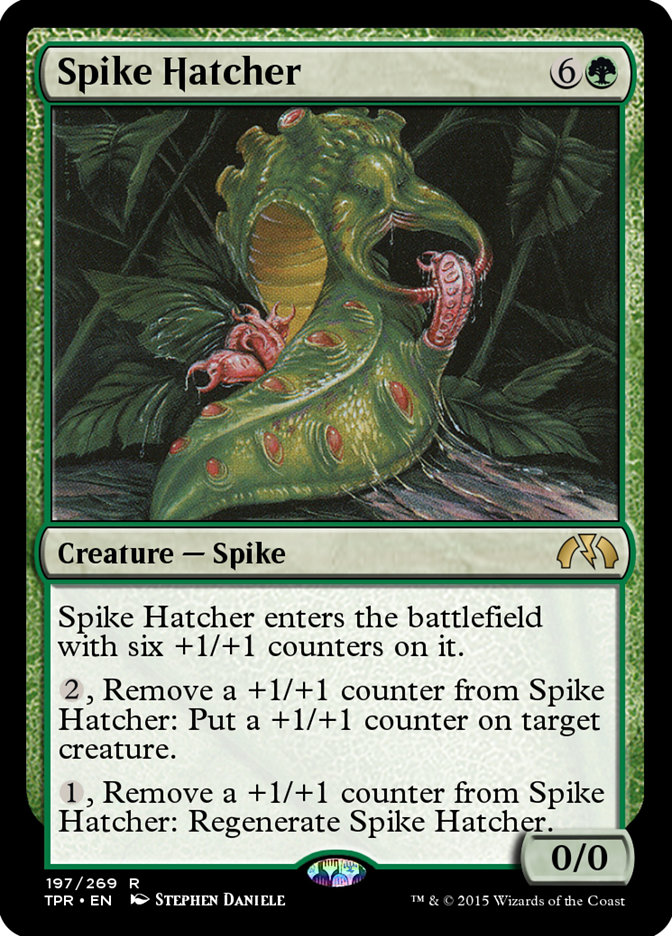 Spike Hatcher 6
Creature — Spike
Spike Hatcher enters the battlefield
with six +1/+1 counters on it.
2, Remove a +1/+1 counter from Spike
Hatcher: Put a +1/+1 counter on target
creature.
1, Remove a +1/+1 counter from Spike
Hatcher: Regenerate Spike Hatcher.
0/0
197/269 R
TPR • EN Stephen Daniele
™ & © 2015 Wizards of the Coast